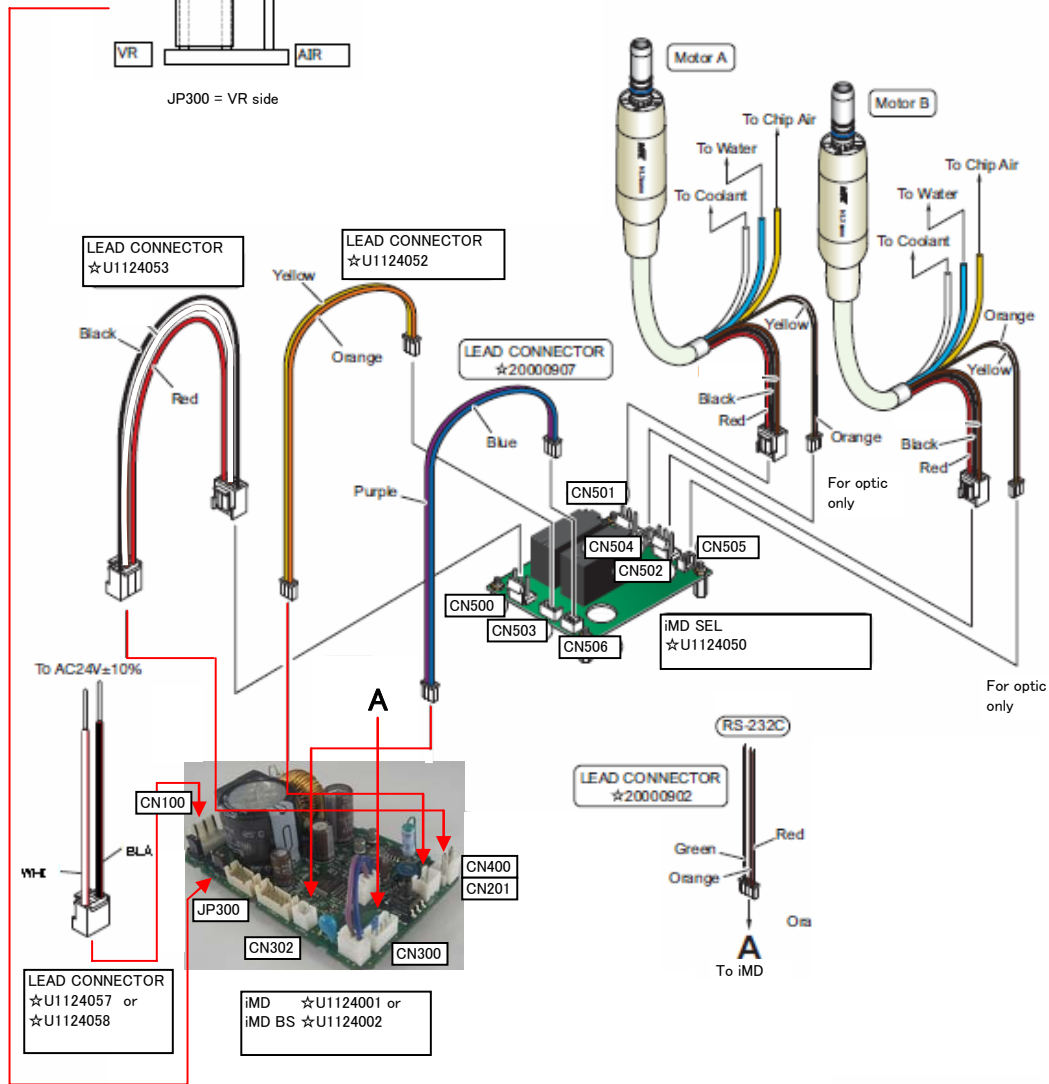 VR
AIR
JP300 = VR side
Motor A
Motor B
To Chip Air
To Water
To Coolant
To Chip Air
To Water
To Coolant
LEAD CONNECTOR
☆U1124053
LEAD CONNECTOR
☆U1124052
Yellow
Orange
Black
Red
LEAD CONNECTOR
☆20000907
Blue
Purple
Yellow
Black
Red
Orange
For optic
only
Orange
Yellow
Black
Red
For optic
only
CN501
CN504
CN505
CN502
CN500
CN503
CN506
iMD SEL
☆U1124050
To AC24V±10%
A
CN100
BLA
CN400
CN201
JP300
CN302
CN300
LEAD CONNECTOR
☆U1124057 or
☆U1124058
iMD ☆U1124001 or
iMD BS ☆U1124002
RS-232C
LEAD CONNECTOR
☆20000902
Red
Green
Orange
Ora
A
To iMD